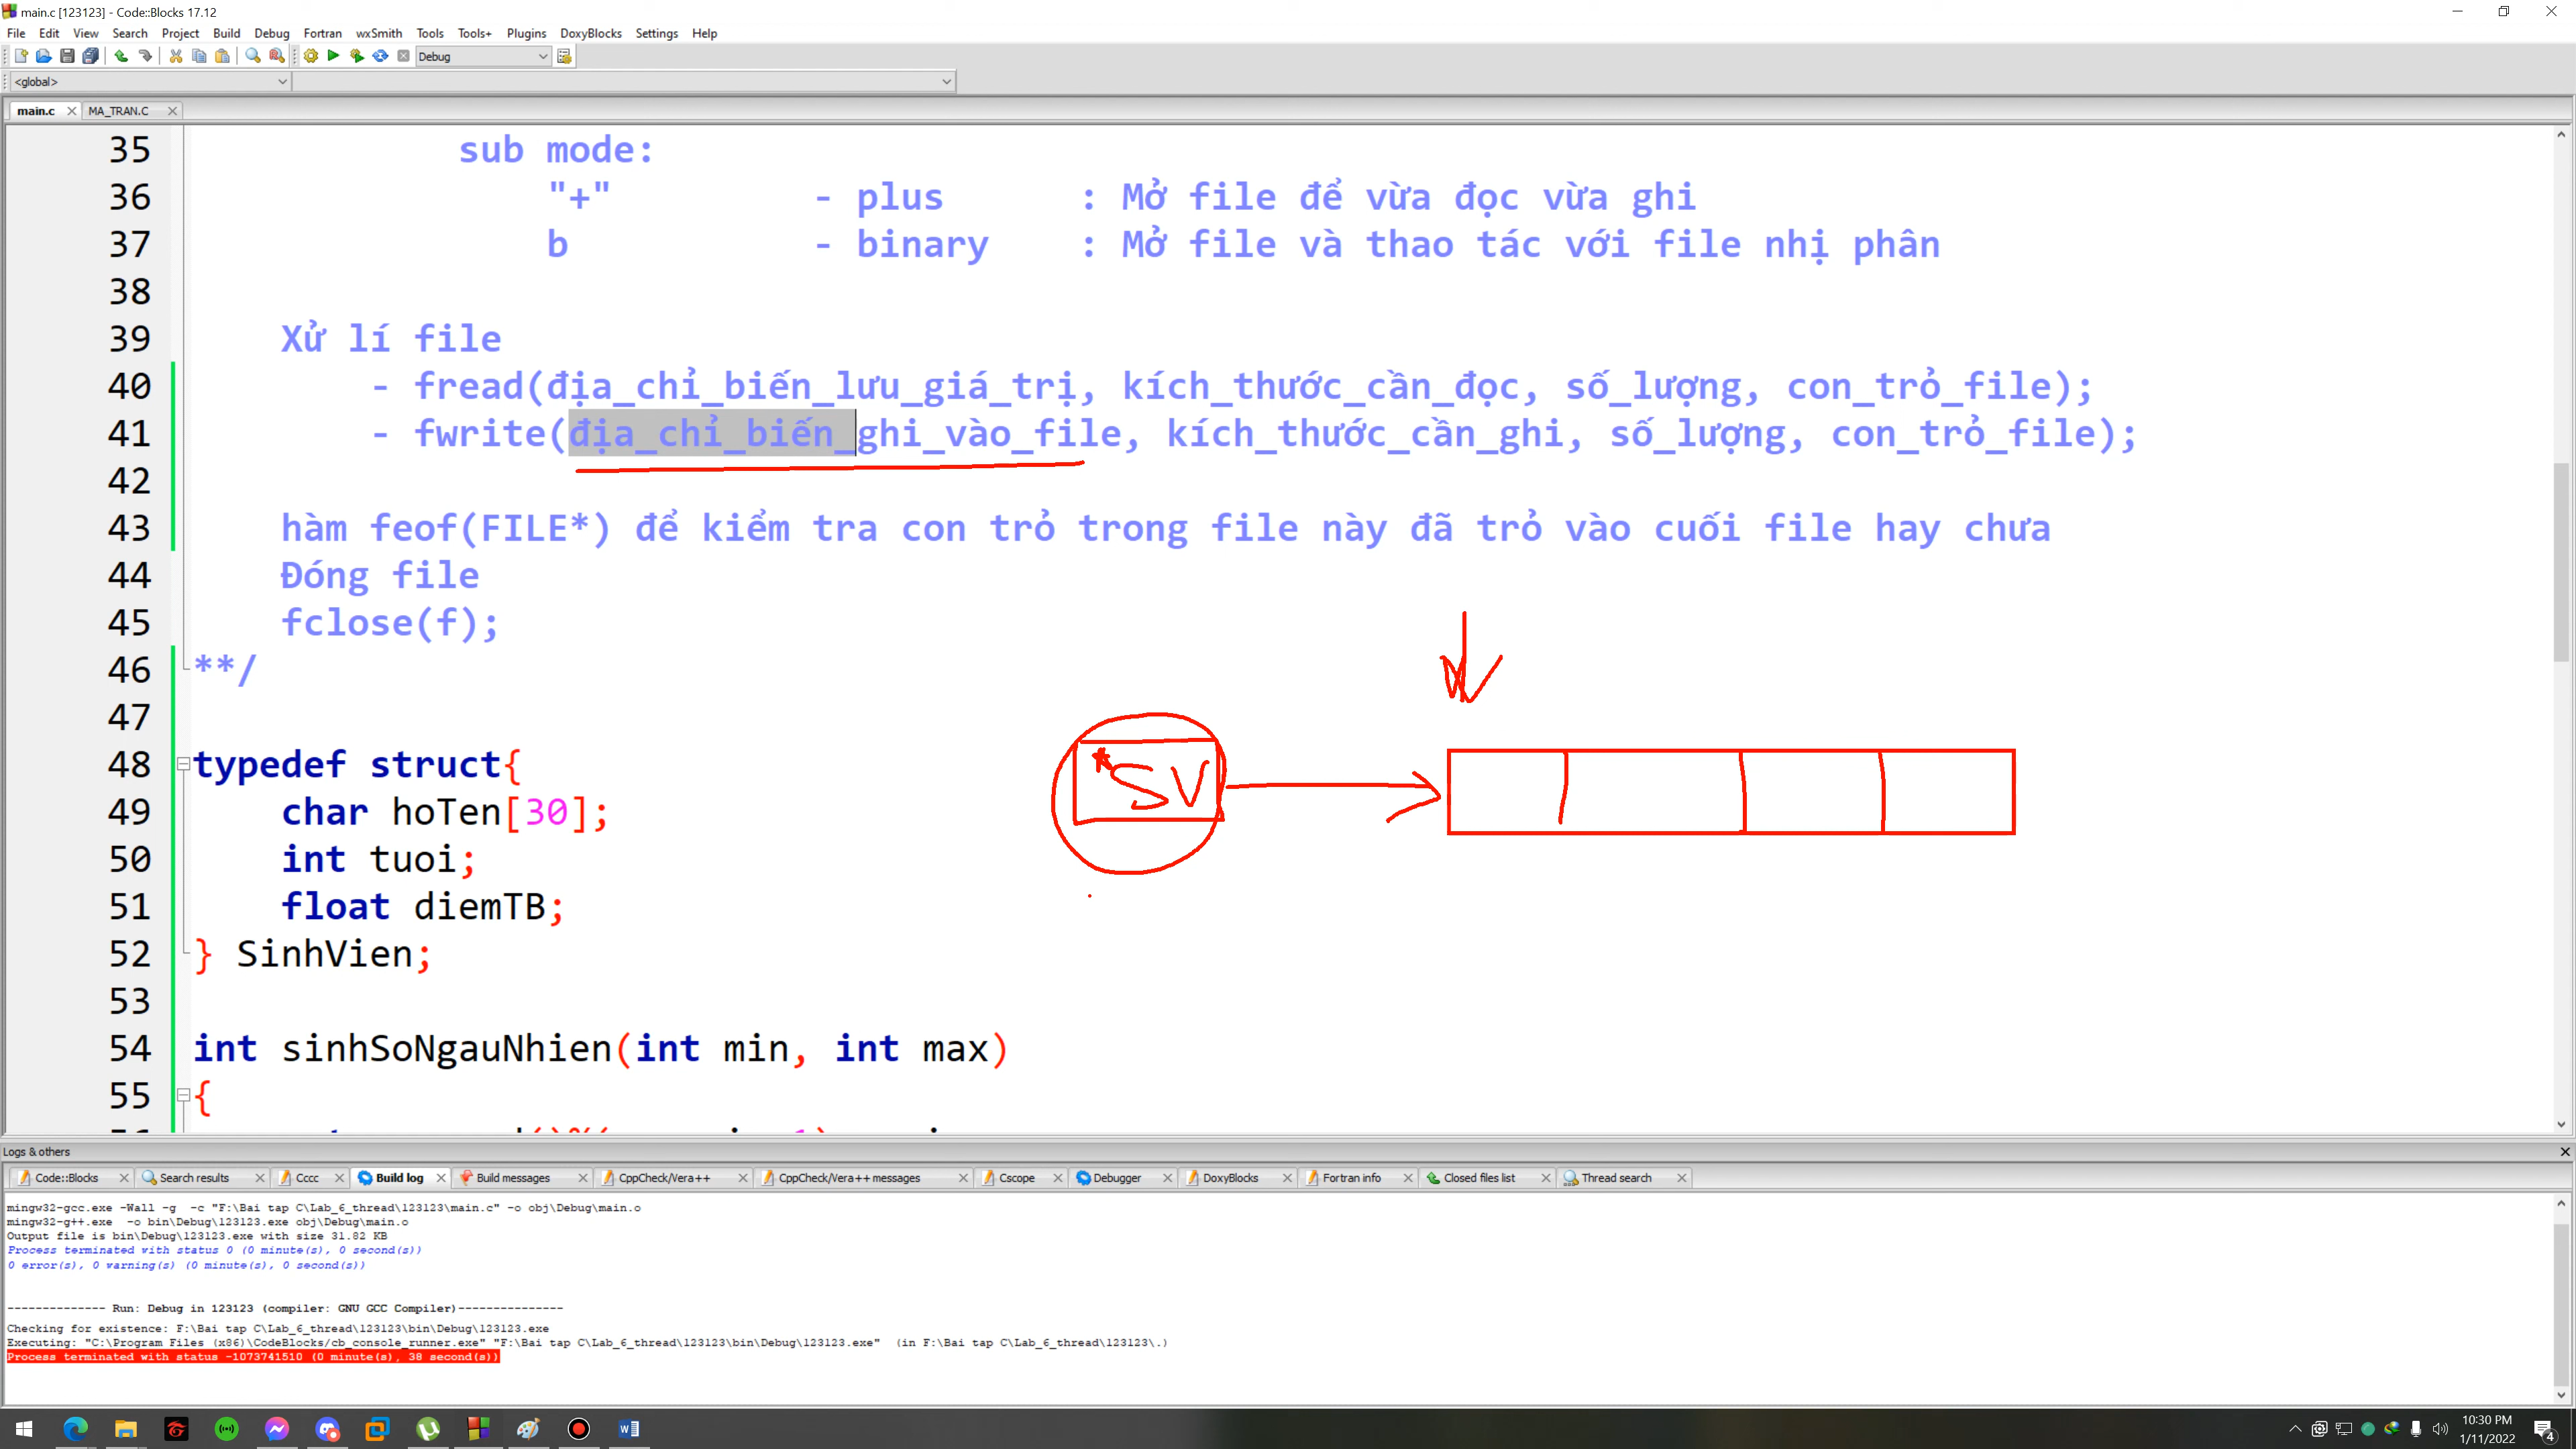 main.c [123123] - Code::Blocks 17.12
File Edit View Search Project Build Debug Fortran wxSmith Tools Tools+ Plugins DoxyBlocks Settings Help
Debug
<global>
main.c MA_TRAN.C
35 sub mode:
36 "+" - plus : Mở file để vừa đọc vừa ghi
37 b - binary : Mở file và thao tác với file nhị phân
38
39 Xử lí file
40 - fread(địa_chỉ_biến_lưu_giá_trị, kích_thước_cần_đọc, số_lượng, con_trỏ_file);
41 - fwrite(địa_chỉ_biến_ghi_vào_file, kích_thước_cần_ghi, số_lượng, con_trỏ_file);
42
43 hàm feof(FILE*) để kiểm tra con trỏ trong file này đã trỏ vào cuối file hay chưa
44 Đóng file
45 fclose(f);
46 **/
47
*SV
48 typedef struct{
49 char hoTen[30];
50 int tuoi;
51 float diemTB;
52 } SinhVien;
53
54 int sinhSoNgauNhien(int min, int max)
55 {
Logs & others
Code::Blocks Search results Cccc Build log Build messages CppCheck/Vera++ CppCheck/Vera++ messages Cscope Debugger DoxyBlocks Fortran info Closed files list Thread search
mingw32-gcc.exe -Wall -g -c "F:\Bai tap C\Lab_6_thread\123123\main.c" -o obj\Debug\main.o
mingw32-g++.exe -o bin\Debug\123123.exe obj\Debug\main.o
Output file is bin\Debug\123123.exe with size 31.82 KB
Process terminated with status 0 (0 minute(s), 0 second(s))
0 error(s), 0 warning(s) (0 minute(s), 0 second(s))
-------------- Run: Debug in 123123 (compiler: GNU GCC Compiler)---------------
Checking for existence: F:\Bai tap C\Lab_6_thread\123123\bin\Debug\123123.exe
Executing: "C:\Program Files (x86)\CodeBlocks/cb_console_runner.exe" "F:\Bai tap C\Lab_6_thread\123123\bin\Debug\123123.exe" (in F:\Bai tap C\Lab_6_thread\123123\.)
Process terminated with status -1073741510 (0 minute(s), 38 second(s))
10:30 PM
1/11/2022
4